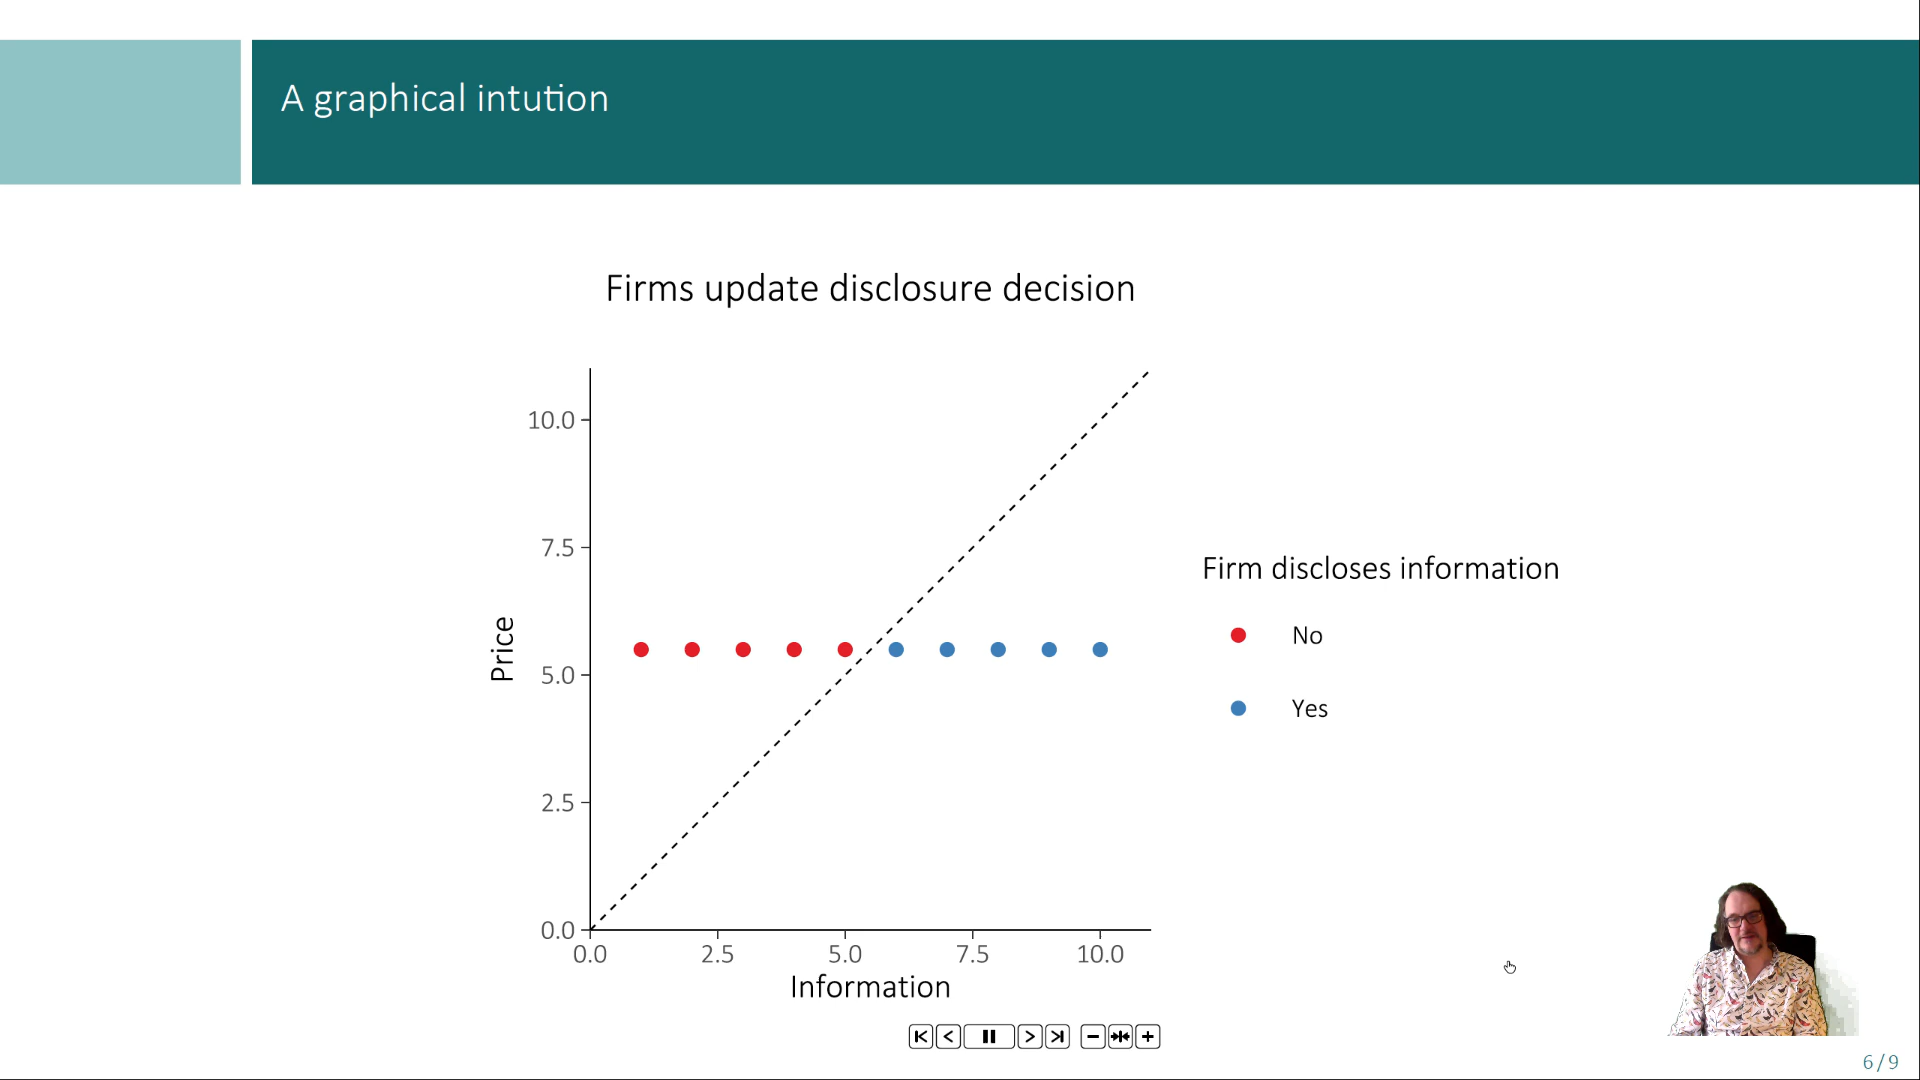 A graphical intution
Firms update disclosure decision
10.0
7.5
5.0
2.5
0.0
Price
0.0 2.5 5.0 7.5 10.0
Information
Firm discloses information
No
Yes
6 / 9